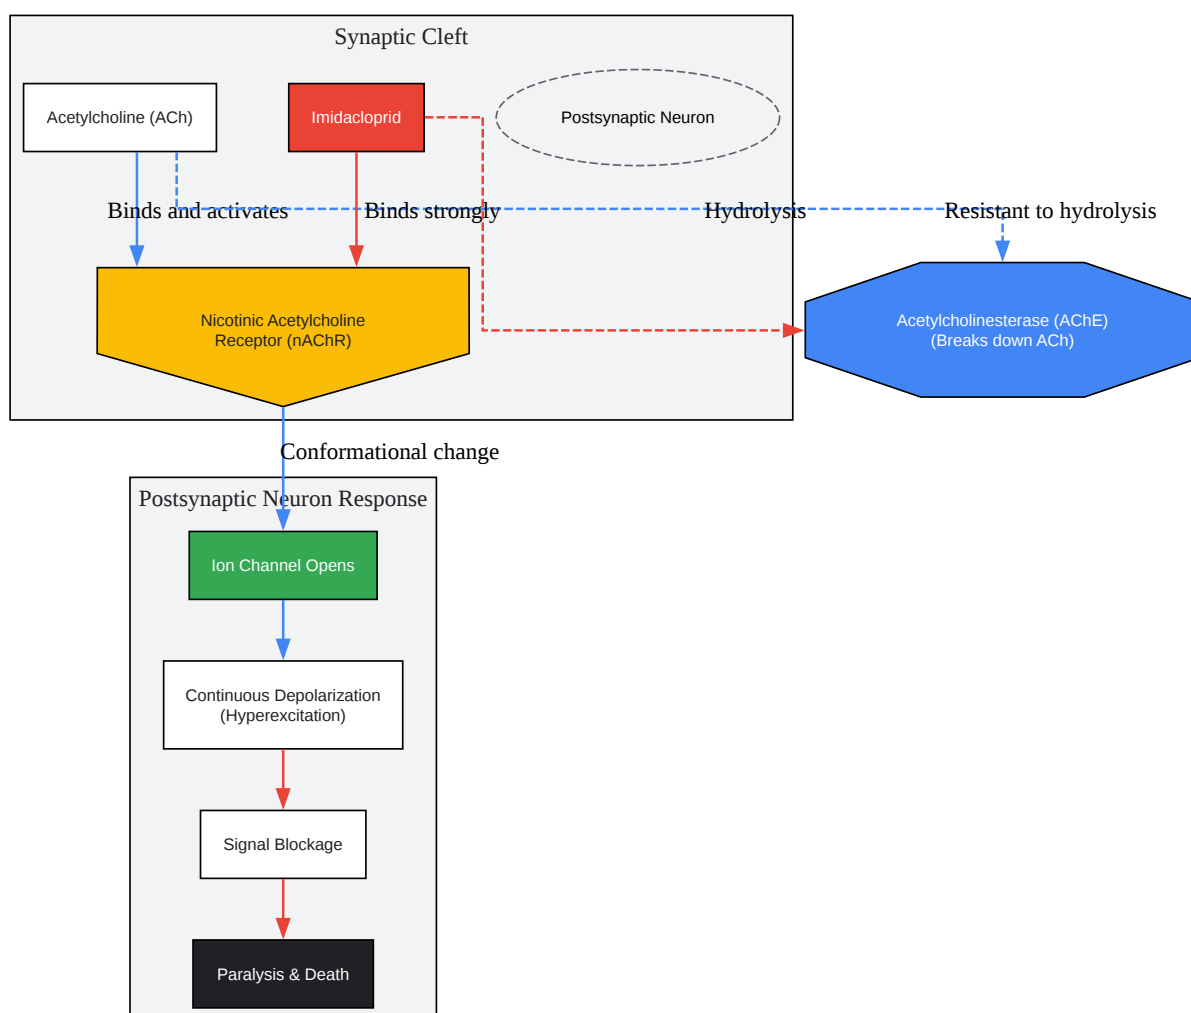 Synaptic Cleft
Acetylcholine (ACh)
Imidacloprid
Postsynaptic Neuron
Binds and activates
Binds strongly
Hydrolysis
Resistant to hydrolysis
Nicotinic Acetylcholine
Receptor (nAChR)
Acetylcholinesterase (AChE)
(Breaks down ACh)
Conformational change
Postsynaptic Neuron Response
Ion Channel Opens
Continuous Depolarization
(Hyperexcitation)
Signal Blockage
Paralysis & Death